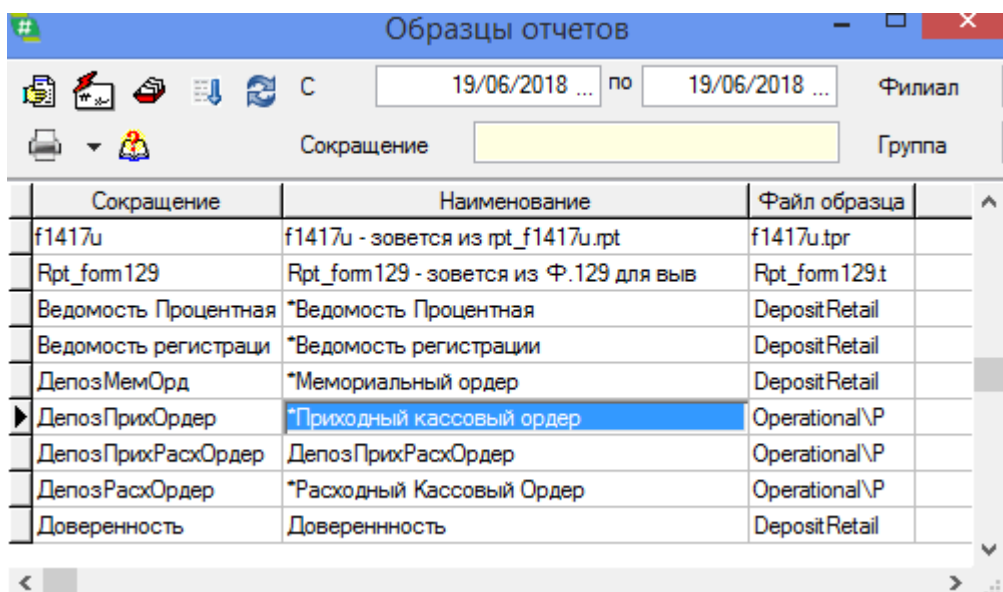 Образцы отчетов
С 19/06/2018 ... по 19/06/2018 ... Филиал
Сокращение Группа
Сокращение Наименование Файл образца
f1417u f1417u - зовется из rpt_f1417u.rpt f1417u.tpr
Rpt_form129 Rpt_form129 - зовется из Ф.129 для выв Rpt_form129.t
Ведомость Процентная *Ведомость Процентная DepositRetail
Ведомость регистраци *Ведомость регистрации DepositRetail
ДепозМемОрд *Мемориальный ордер DepositRetail
ДепозПрихОрдер *Приходный кассовый ордер Operational\P
ДепозПрихРасхОрдер ДепозПрихРасхОрдер Operational\P
ДепозРасхОрдер *Расходный Кассовый Ордер Operational\P
Доверенность Довереннность DepositRetail